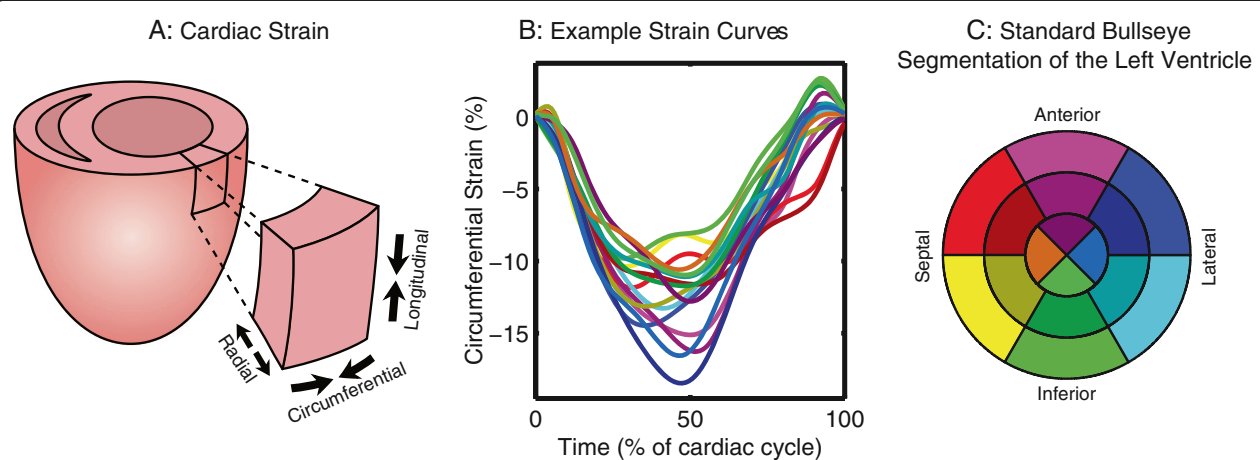 A: Cardiac Strain
Longitudinal
Radial
Circumferential
B: Example Strain Curves
Circumferential Strain (%)
0
−5
−10
−15
0
50
100
Time (% of cardiac cycle)
C: Standard Bullseye
Segmentation of the Left Ventricle
Anterior
Septal
Lateral
Inferior